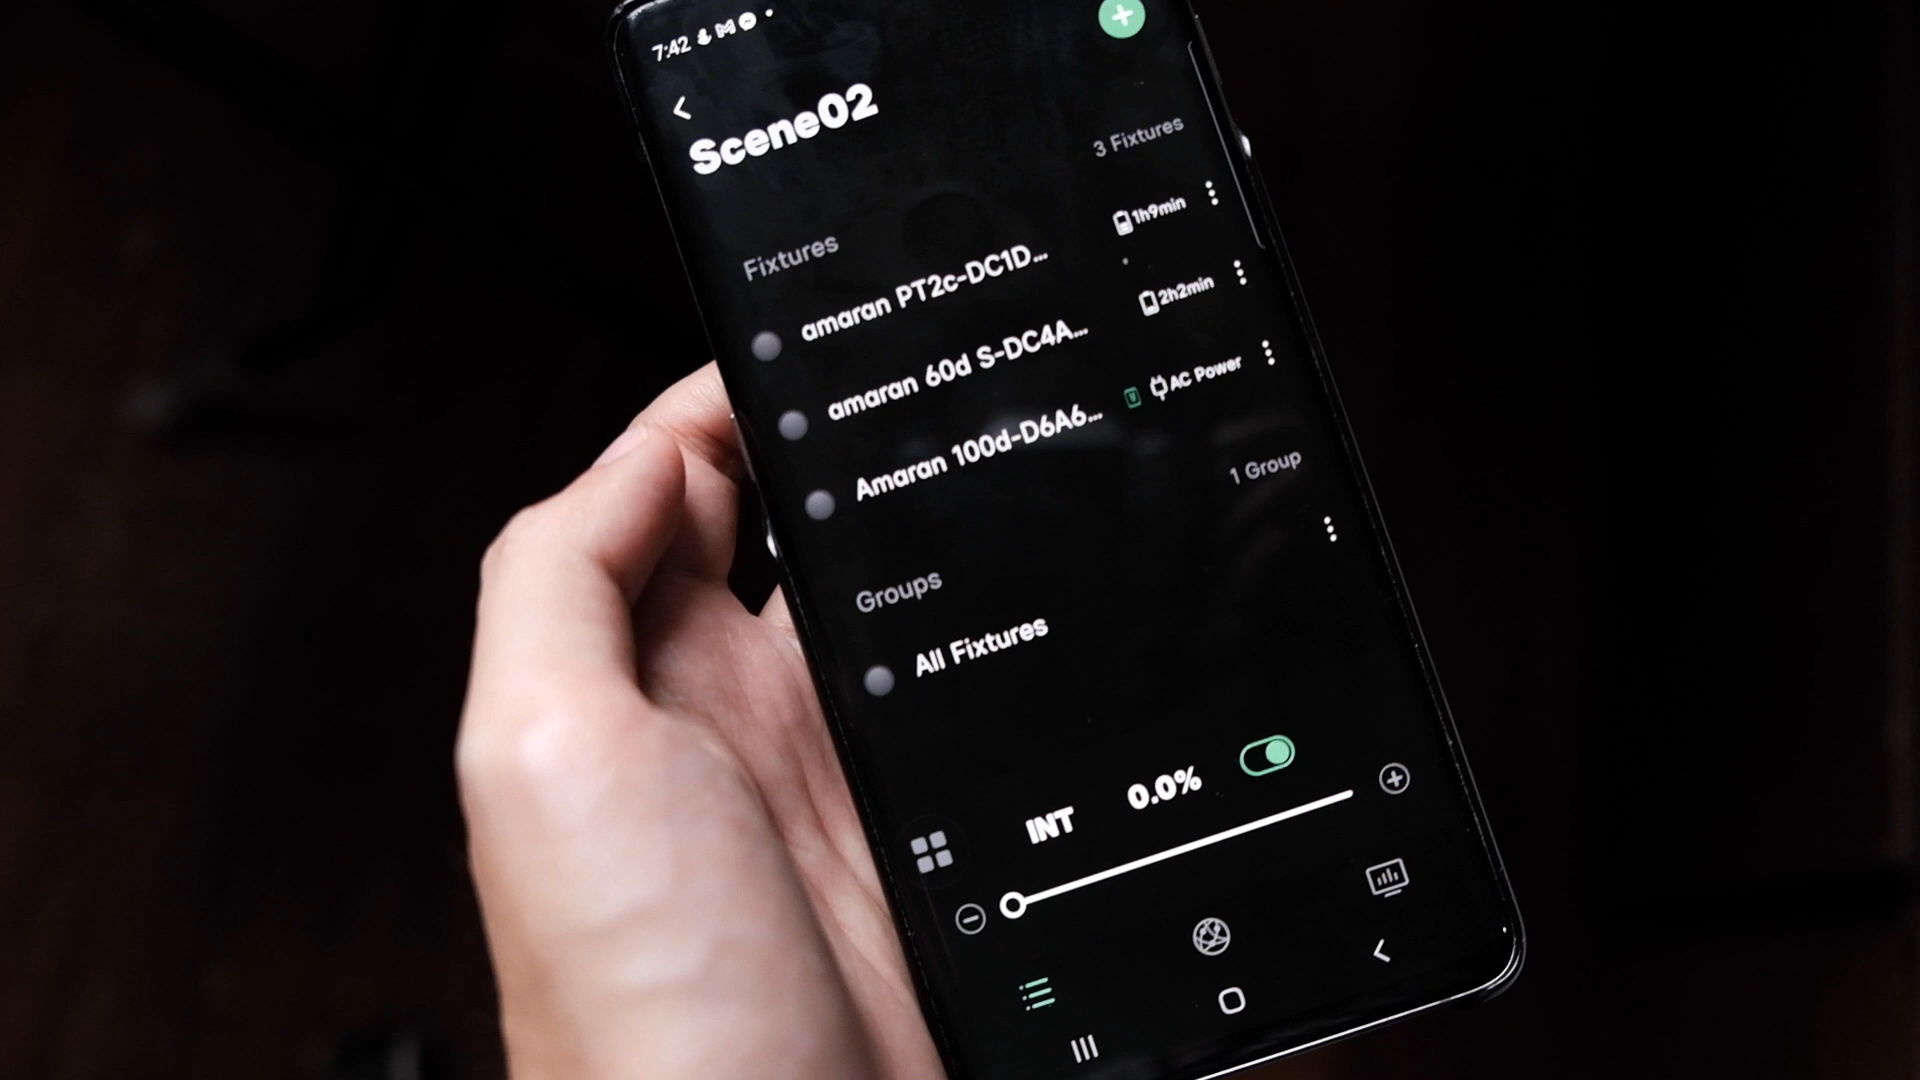 7:42
Scene02
3 Fixtures
Fixtures
amaran PT2c-DC1D...
1h9min
amaran 60d S-DC4A...
2h2min
Amaran 100d-D6A6...
AC Power
1 Group
Groups
All Fixtures
INT 0.0%